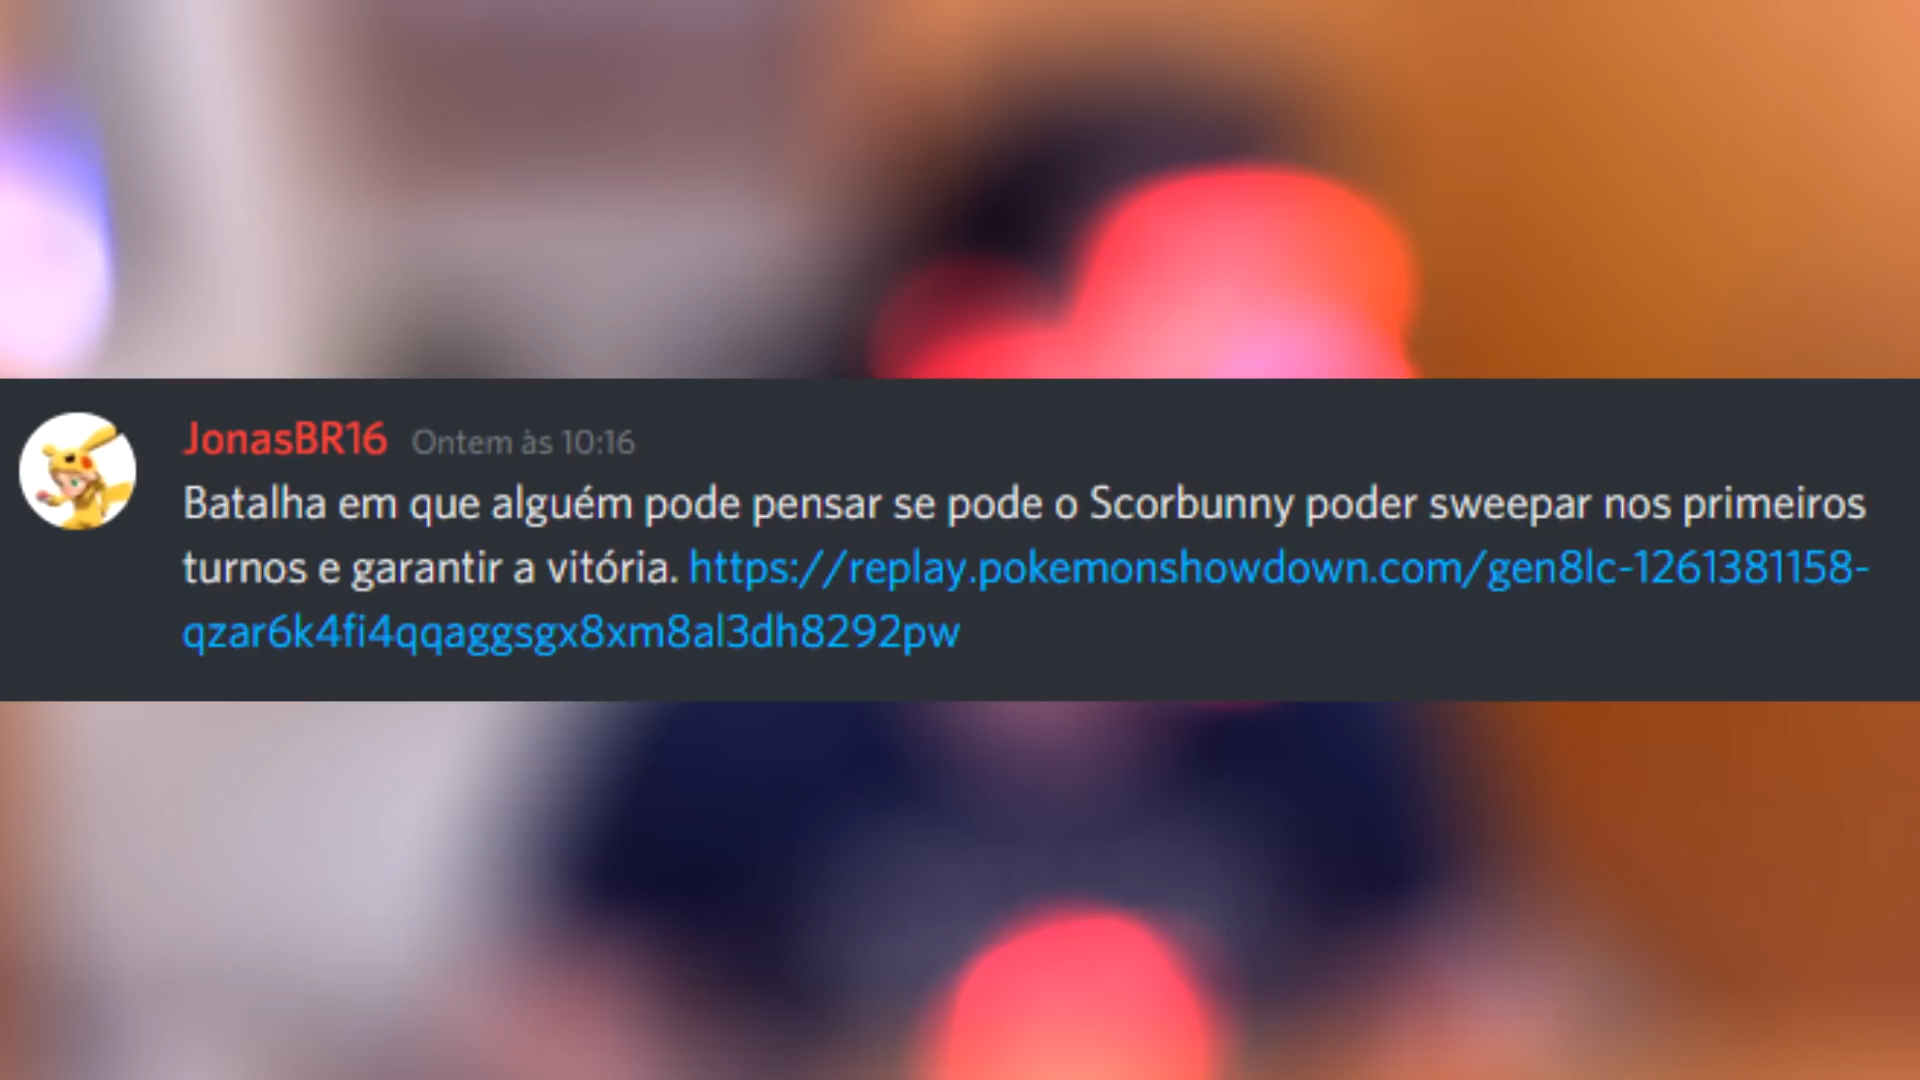 JonasBR16 Ontem às 10:16
Batalha em que alguém pode pensar se pode o Scorbunny poder sweepar nos primeiros
turnos e garantir a vitória. https://replay.pokemonshowdown.com/gen8lc-1261381158-
qzar6k4fi4qqaggsgx8xm8al3dh8292pw